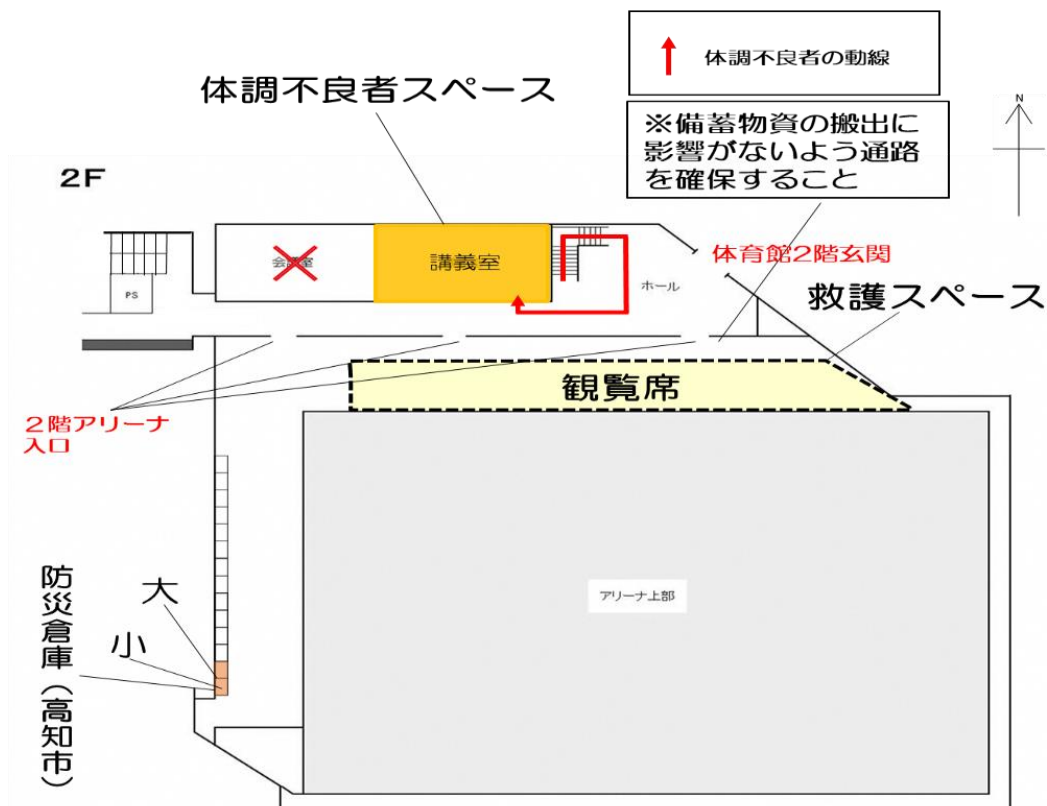 体調不良者の動線
体調不良者スペース
※備蓄物資の搬出に
影響がないよう通路
を確保すること
N
2F
会議室
講義室
体育館2階玄関
ホール
PS
救護スペース
観覧席
2階アリーナ
入口
アリーナ上部
大
小
防災倉庫(高知市)